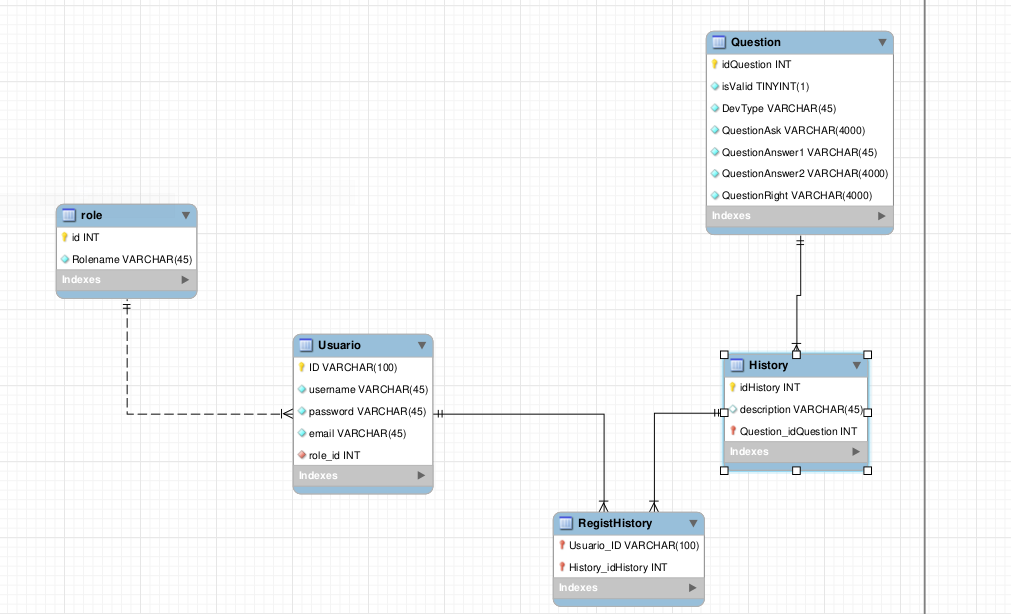 Question
idQuestion INT
isValid TINYINT(1)
DevType VARCHAR(45)
QuestionAsk VARCHAR(4000)
QuestionAnswer1 VARCHAR(45)
QuestionAnswer2 VARCHAR(4000)
QuestionRight VARCHAR(4000)
Indexes
role
id INT
Rolename VARCHAR(45)
Indexes
Usuario
ID VARCHAR(100)
username VARCHAR(45)
password VARCHAR(45)
email VARCHAR(45)
role_id INT
Indexes
History
idHistory INT
description VARCHAR(45)
Question_idQuestion INT
Indexes
RegistHistory
Usuario_ID VARCHAR(100)
History_idHistory INT
Indexes